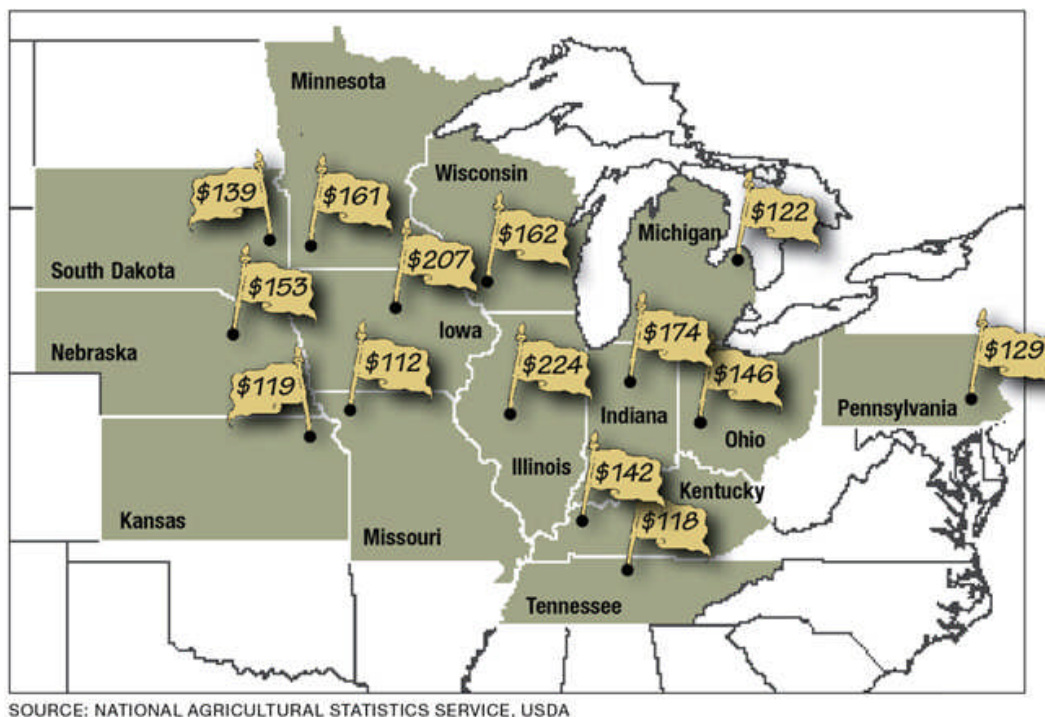 Minnesota
Wisconsin
$139
$161
$162
Michigan
$122
South Dakota
$207
$153
Iowa
Nebraska
$112
$224
$174
$129
$119
$146
Indiana
Pennsylvania
Ohio
Illinois
$142
Kentucky
Kansas
Missouri
$118
Tennessee
SOURCE: NATIONAL AGRICULTURAL STATISTICS SERVICE, USDA